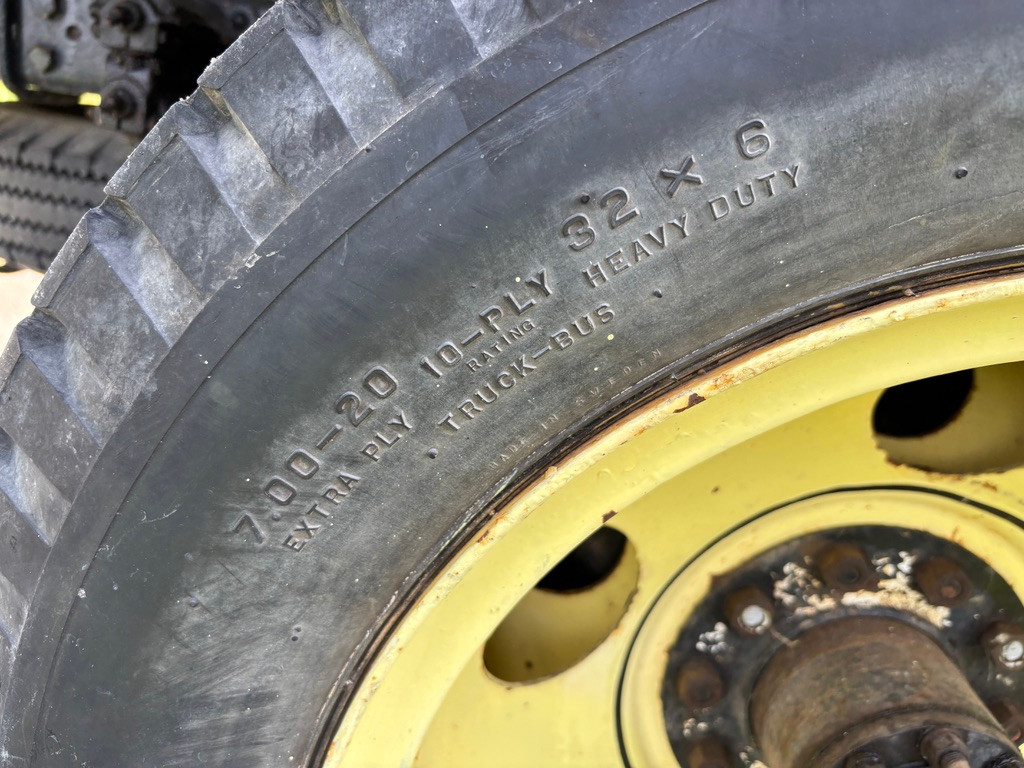 7.00-20 10-PLY 32 X 6
EXTRA PLY RATING HEAVY DUTY
TRUCK-BUS
MADE IN SWEDEN